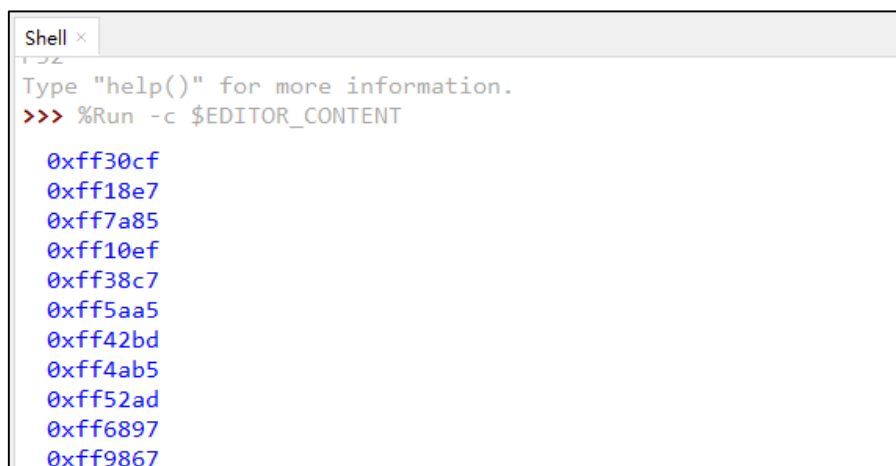 Shell ×
Type "help()" for more information.
>>> %Run -c $EDITOR_CONTENT
0xff30cf
0xff18e7
0xff7a85
0xff10ef
0xff38c7
0xff5aa5
0xff42bd
0xff4ab5
0xff52ad
0xff6897
0xff9867